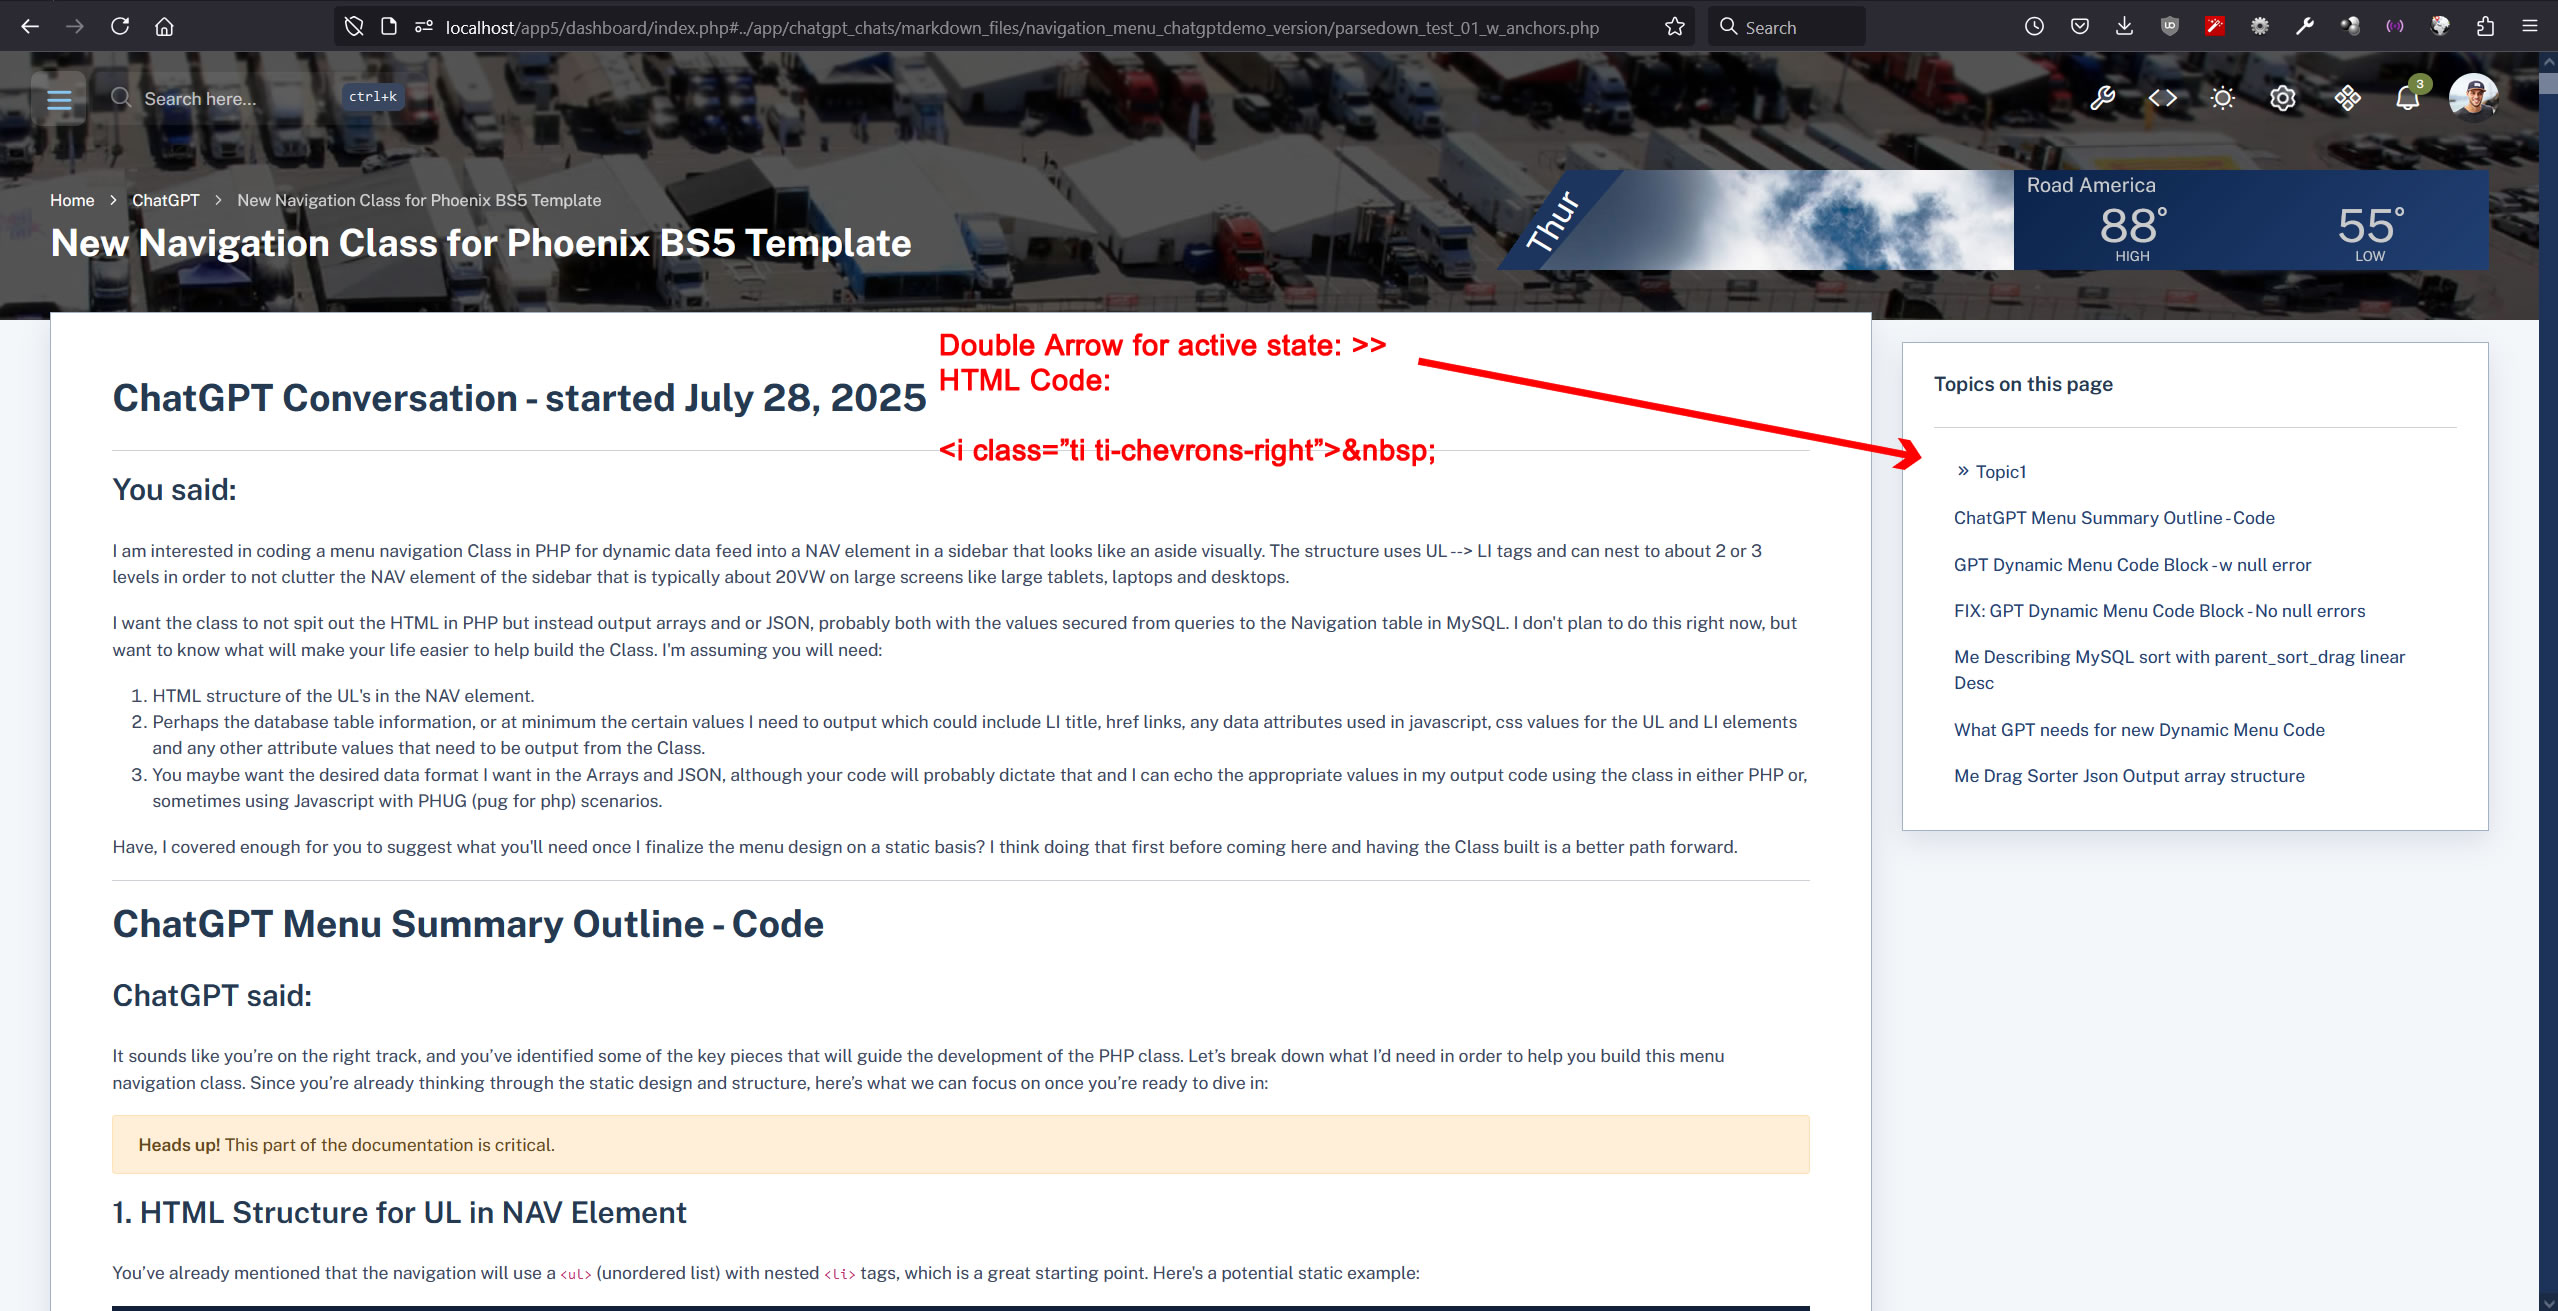 localhost/app5/dashboard/index.php#../app/chatgpt_chats/markdown_files/navigation_menu_chatgptdemo_version/parsedown_test_01_w_anchors.php
Search
Search here...
ctrl+k
3
Home > ChatGPT > New Navigation Class for Phoenix BS5 Template
New Navigation Class for Phoenix BS5 Template
Thur
Road America
88° 55°
HIGH LOW
Double Arrow for active state: >>
HTML Code:
<i class=”ti ti-chevrons-right”>&nbsp;
ChatGPT Conversation - started July 28, 2025
You said:
I am interested in coding a menu navigation Class in PHP for dynamic data feed into a NAV element in a sidebar that looks like an aside visually. The structure uses UL --> LI tags and can nest to about 2 or 3
levels in order to not clutter the NAV element of the sidebar that is typically about 20VW on large screens like large tablets, laptops and desktops.
I want the class to not spit out the HTML in PHP but instead output arrays and or JSON, probably both with the values secured from queries to the Navigation table in MySQL. I don't plan to do this right now, but
want to know what will make your life easier to help build the Class. I'm assuming you will need:
1. HTML structure of the UL's in the NAV element.
2. Perhaps the database table information, or at minimum the certain values I need to output which could include LI title, href links, any data attributes used in javascript, css values for the UL and LI elements
and any other attribute values that need to be output from the Class.
3. You maybe want the desired data format I want in the Arrays and JSON, although your code will probably dictate that and I can echo the appropriate values in my output code using the class in either PHP or,
sometimes using Javascript with PHUG (pug for php) scenarios.
Have, I covered enough for you to suggest what you'll need once I finalize the menu design on a static basis? I think doing that first before coming here and having the Class built is a better path forward.
ChatGPT Menu Summary Outline - Code
ChatGPT said:
It sounds like you’re on the right track, and you’ve identified some of the key pieces that will guide the development of the PHP class. Let’s break down what I’d need in order to help you build this menu
navigation class. Since you’re already thinking through the static design and structure, here’s what we can focus on once you’re ready to dive in:
Heads up! This part of the documentation is critical.
1. HTML Structure for UL in NAV Element
You’ve already mentioned that the navigation will use a <ul> (unordered list) with nested <li> tags, which is a great starting point. Here's a potential static example:
Topics on this page
» Topic1
ChatGPT Menu Summary Outline - Code
GPT Dynamic Menu Code Block - w null error
FIX: GPT Dynamic Menu Code Block - No null errors
Me Describing MySQL sort with parent_sort_drag linear
Desc
What GPT needs for new Dynamic Menu Code
Me Drag Sorter Json Output array structure